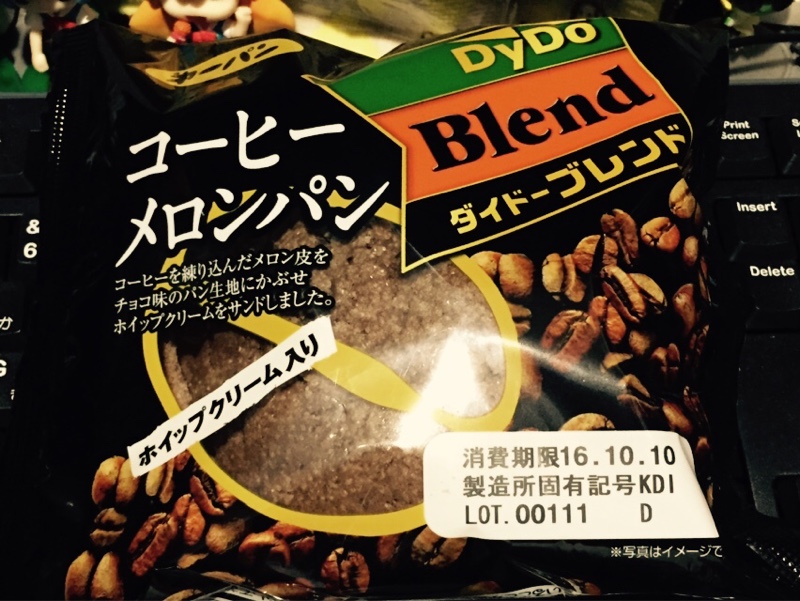 DyDo
Blend
ダイドーブレンド
コーヒー
メロンパン
コーヒーを練り込んだメロン皮を
チョコ味のパン生地にかぶせ
ホイップクリームをサンドしました。
ホイップクリーム入り
消費期限16.10.10
製造所固有記号KDI
LOT.00111 D
※写真はイメージで
Print
Screen
Insert
Delete
&
6